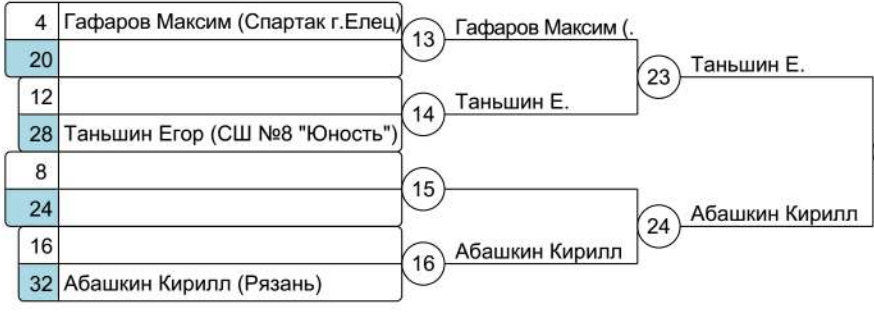 4 Гафаров Максим (Спартак г.Елец)
20
13 Гафаров Максим (.
12
28 Таньшин Егор (СШ №8 "Юность")
14 Таньшин Е.
23 Таньшин Е.
8
24
15
16
32 Абашкин Кирилл (Рязань)
16 Абашкин Кирилл
24 Абашкин Кирилл